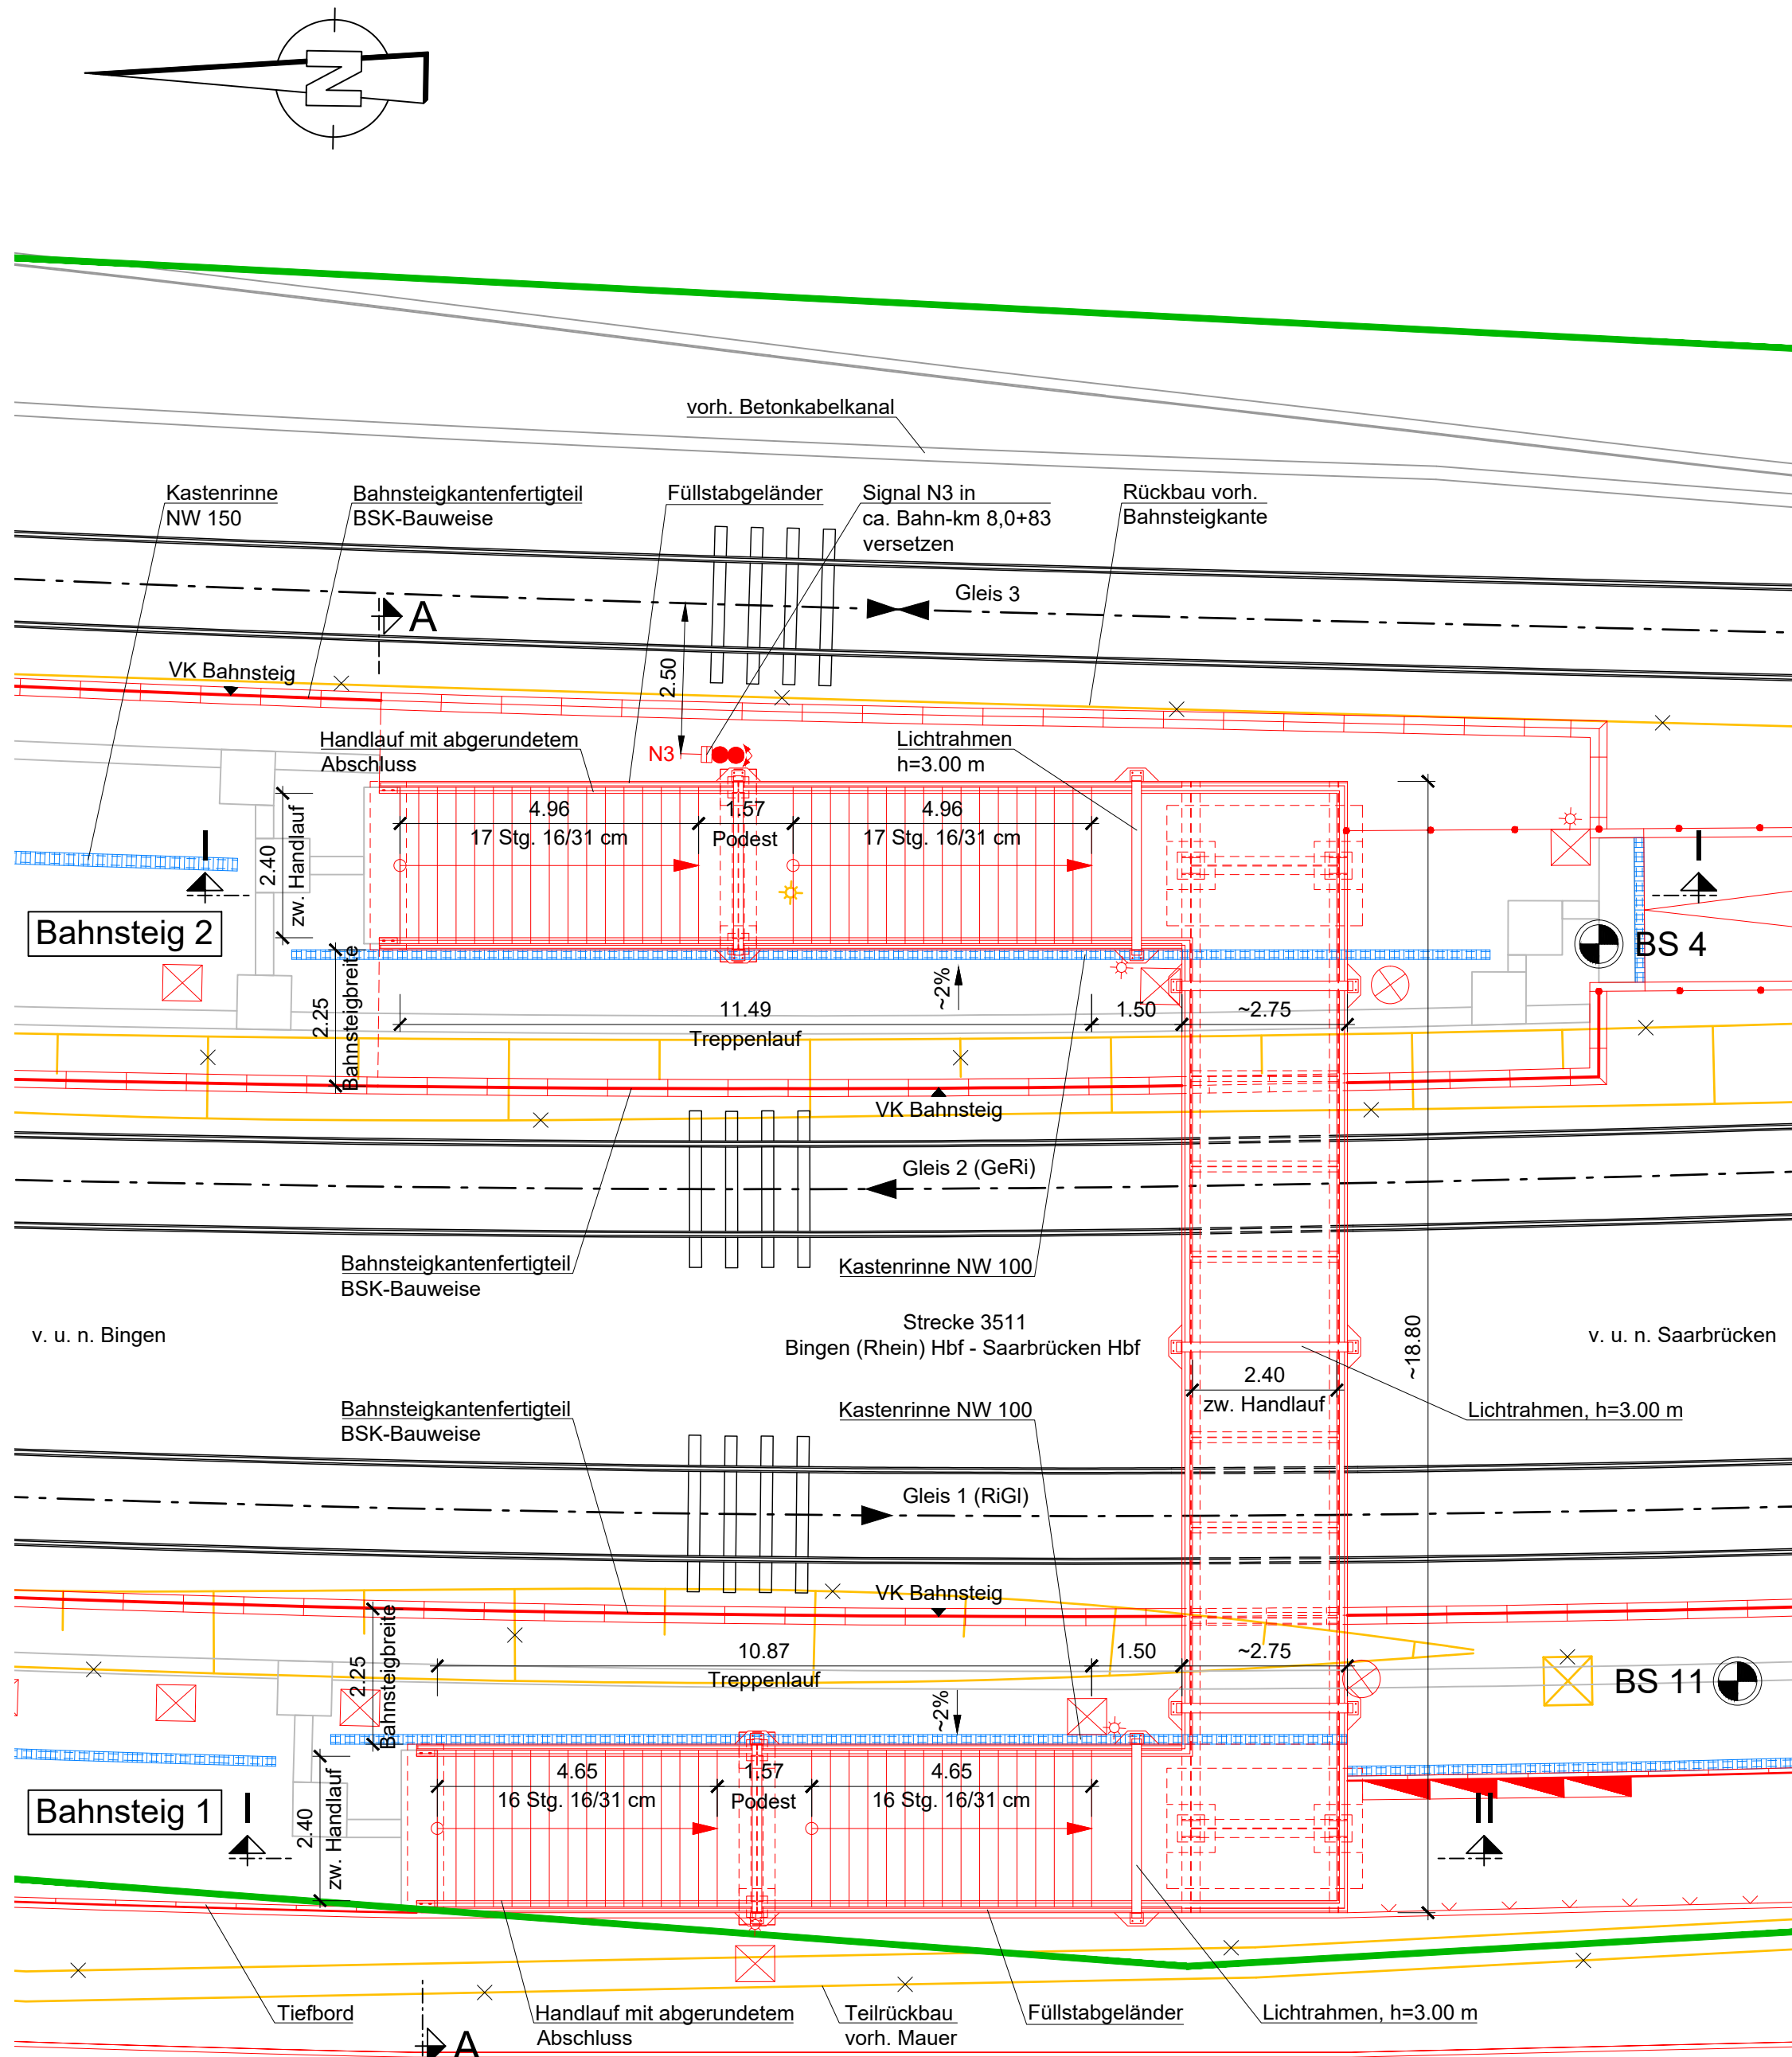 N
vorh. Betonkabelkanal
Kastenrinne
NW 150
Bahnsteigkantenfertigteil
BSK-Bauweise
Füllstabgeländer
Signal N3 in
ca. Bahn-km 8,0+83
versetzen
Rückbau vorh.
Bahnsteigkante
Gleis 3
A
VK Bahnsteig
2.50
Handlauf mit abgerundetem
Abschluss
N3
Lichtrahmen
h=3.00 m
4.96
17 Stg. 16/31 cm
1.57
Podest
4.96
17 Stg. 16/31 cm
I
2.40
zw. Handlauf
I
Bahnsteig 2
BS 4
2.25
Bahnsteigbreite
~2%
11.49
Treppenlauf
1.50
~2.75
VK Bahnsteig
Gleis 2 (GeRi)
Bahnsteigkantenfertigteil
BSK-Bauweise
Kastenrinne NW 100
Strecke 3511
Bingen (Rhein) Hbf - Saarbrücken Hbf
v. u. n. Bingen
v. u. n. Saarbrücken
~18.80
2.40
zw. Handlauf
Bahnsteigkantenfertigteil
BSK-Bauweise
Kastenrinne NW 100
Lichtrahmen, h=3.00 m
Gleis 1 (RiGl)
VK Bahnsteig
2.25
Bahnsteigbreite
10.87
Treppenlauf
1.50
~2.75
~2%
BS 11
4.65
16 Stg. 16/31 cm
1.57
Podest
4.65
16 Stg. 16/31 cm
Bahnsteig 1
I
2.40
zw. Handlauf
II
Tiefbord
Handlauf mit abgerundetem
Abschluss
Teilrückbau
vorh. Mauer
Füllstabgeländer
Lichtrahmen, h=3.00 m
A